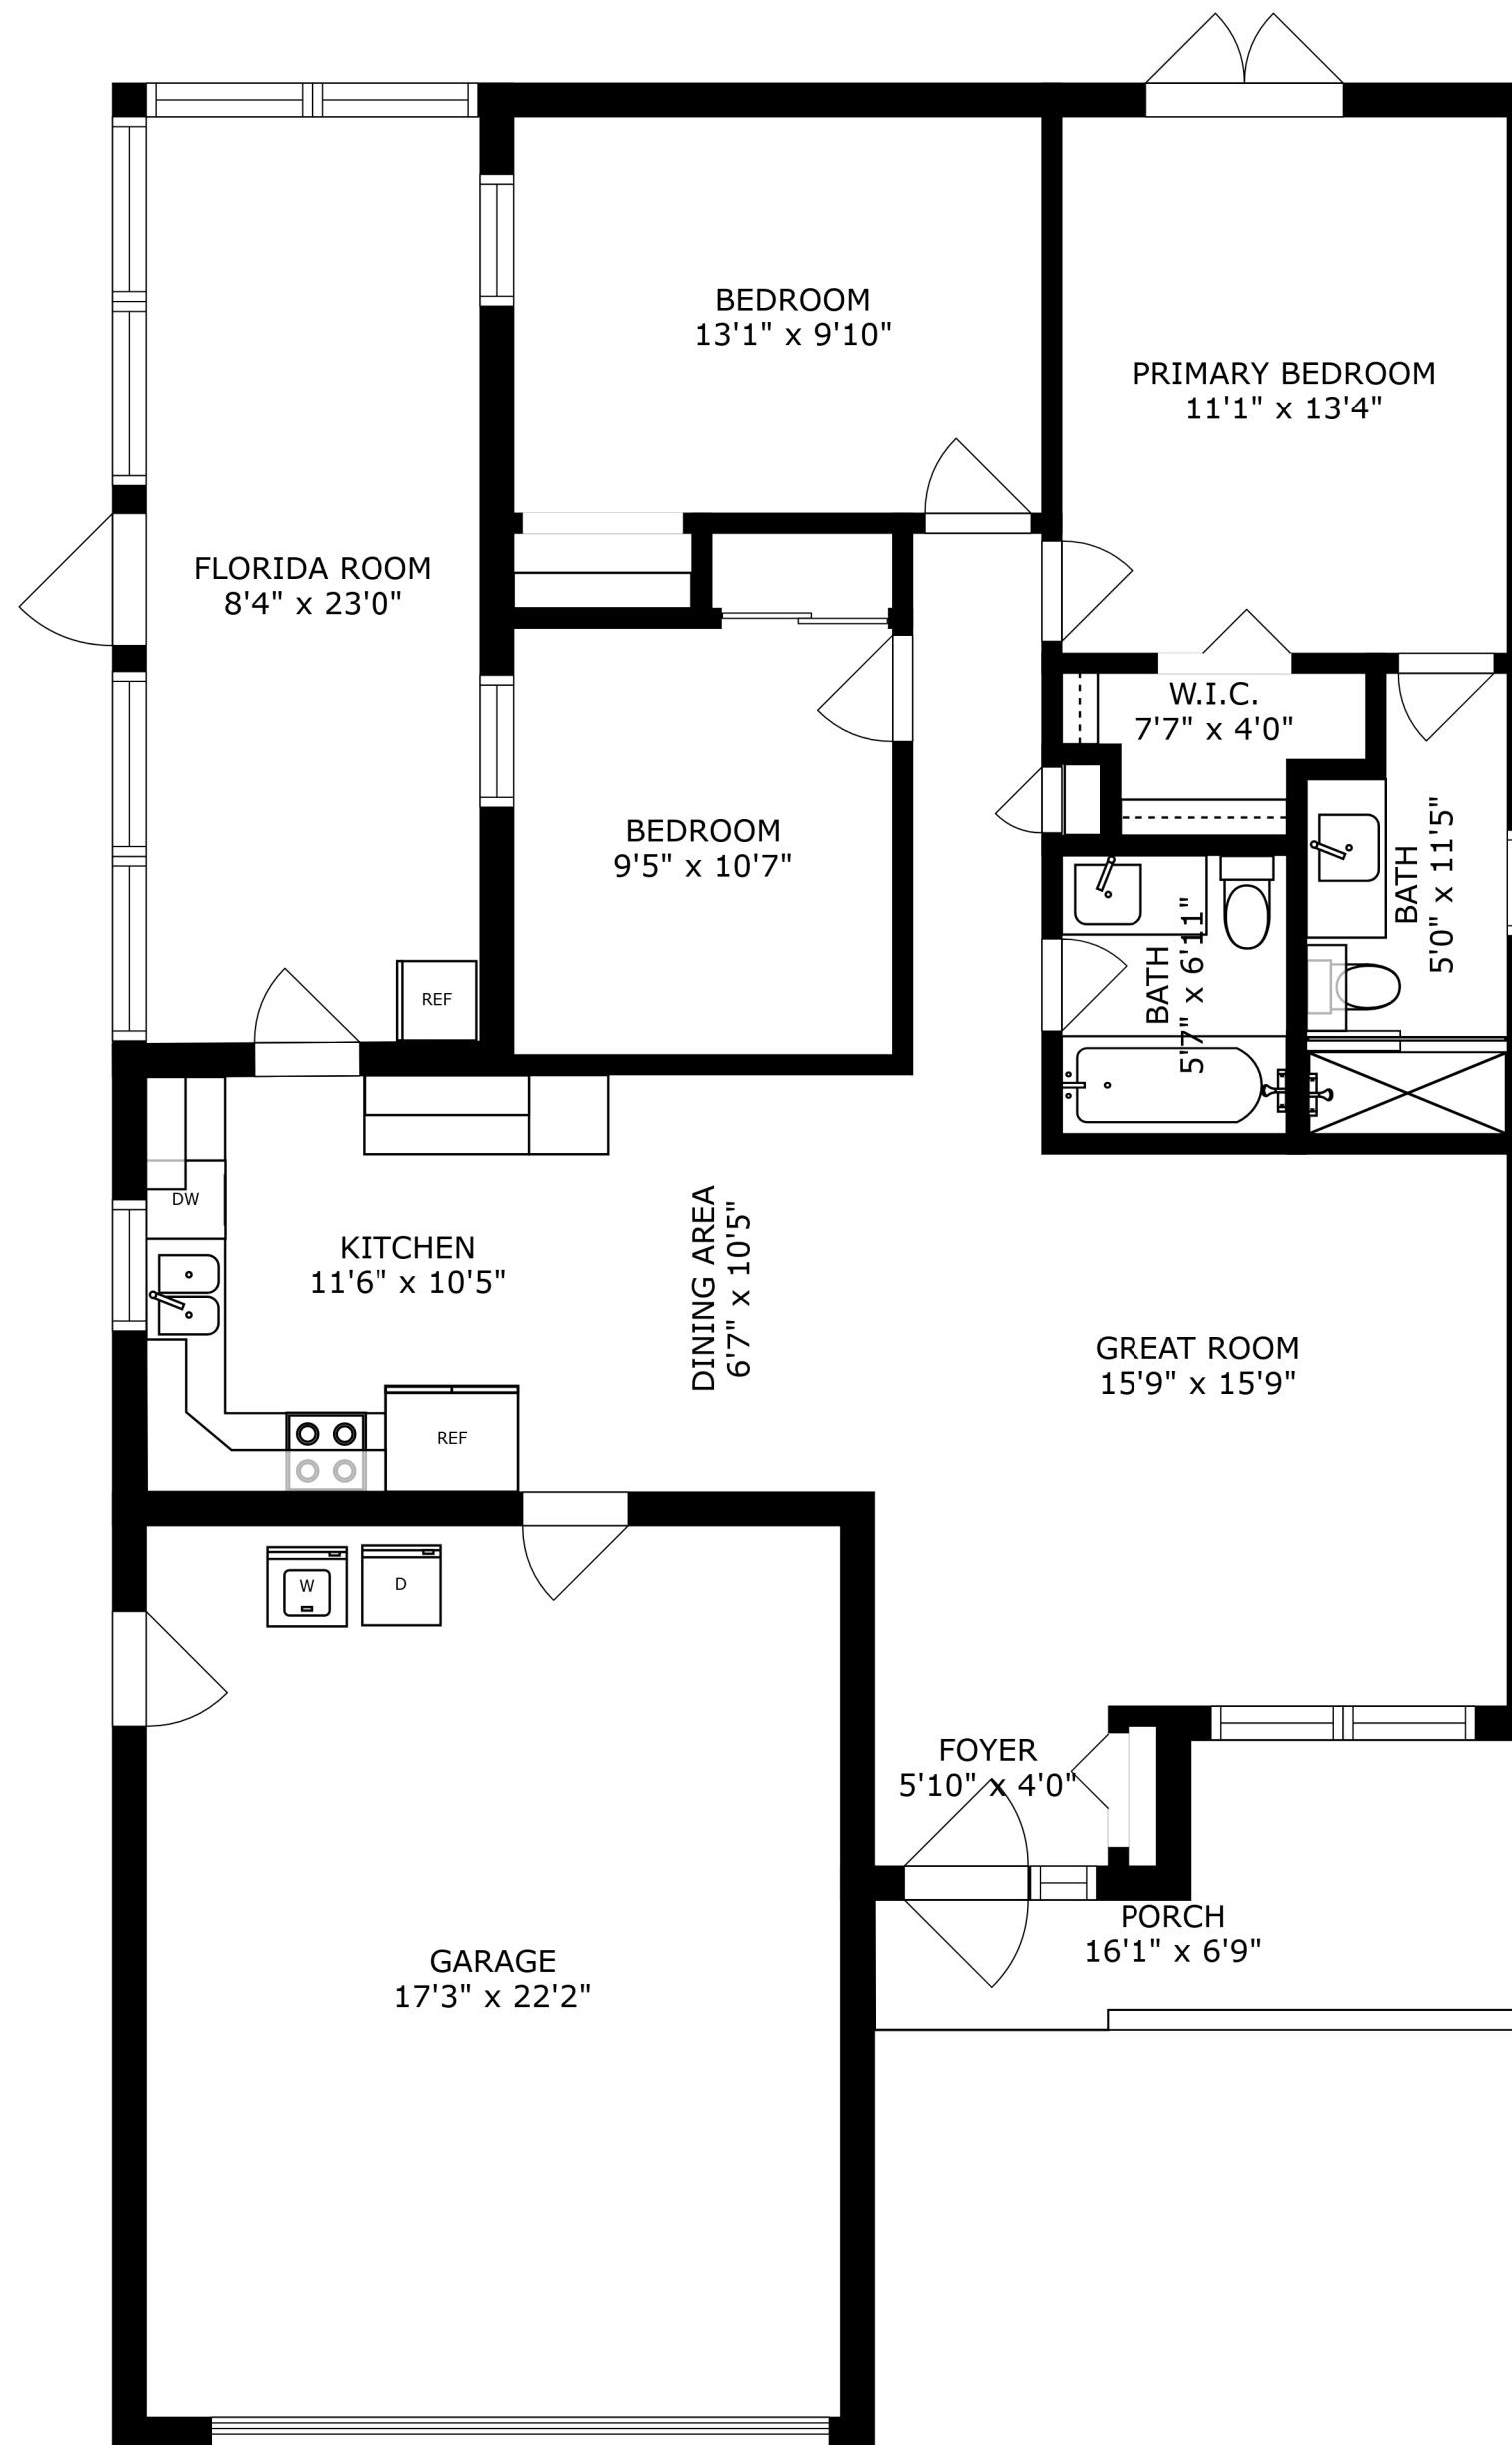 BEDROOM
13'1" x 9'10"
PRIMARY BEDROOM
11'1" x 13'4"
FLORIDA ROOM
8'4" x 23'0"
W.I.C.
7'7" x 4'0"
BEDROOM
9'5" x 10'7"
BATH
5'0" x 11'5"
BATH
5'7" x 6'11"
REF
DW
KITCHEN
11'6" x 10'5"
DINING AREA
6'7" x 10'5"
GREAT ROOM
15'9" x 15'9"
REF
W
D
FOYER
5'10" x 4'0"
PORCH
16'1" x 6'9"
GARAGE
17'3" x 22'2"